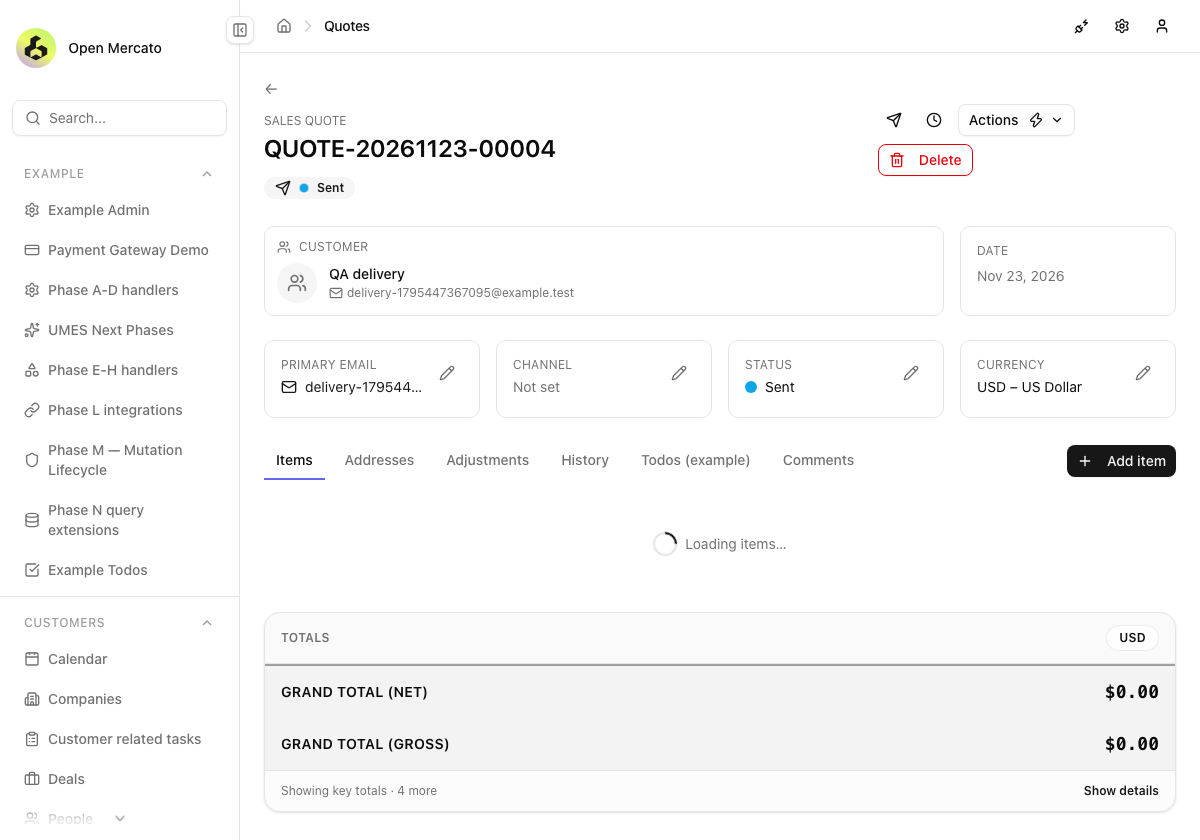 Open Mercato
Search...
EXAMPLE
Example Admin
Payment Gateway Demo
Phase A-D handlers
UMES Next Phases
Phase E-H handlers
Phase L integrations
Phase M — Mutation
Lifecycle
Phase N query
extensions
Example Todos
CUSTOMERS
Calendar
Companies
Customer related tasks
Deals
People
Quotes
SALES QUOTE
QUOTE-20261123-00004
Sent
Actions
Delete
CUSTOMER
QA delivery
delivery-1795447367095@example.test
DATE
Nov 23, 2026
PRIMARY EMAIL
delivery-179544...
CHANNEL
Not set
STATUS
Sent
CURRENCY
USD – US Dollar
Items Addresses Adjustments History Todos (example) Comments
Add item
Loading items...
TOTALS USD
GRAND TOTAL (NET) $0.00
GRAND TOTAL (GROSS) $0.00
Showing key totals · 4 more Show details